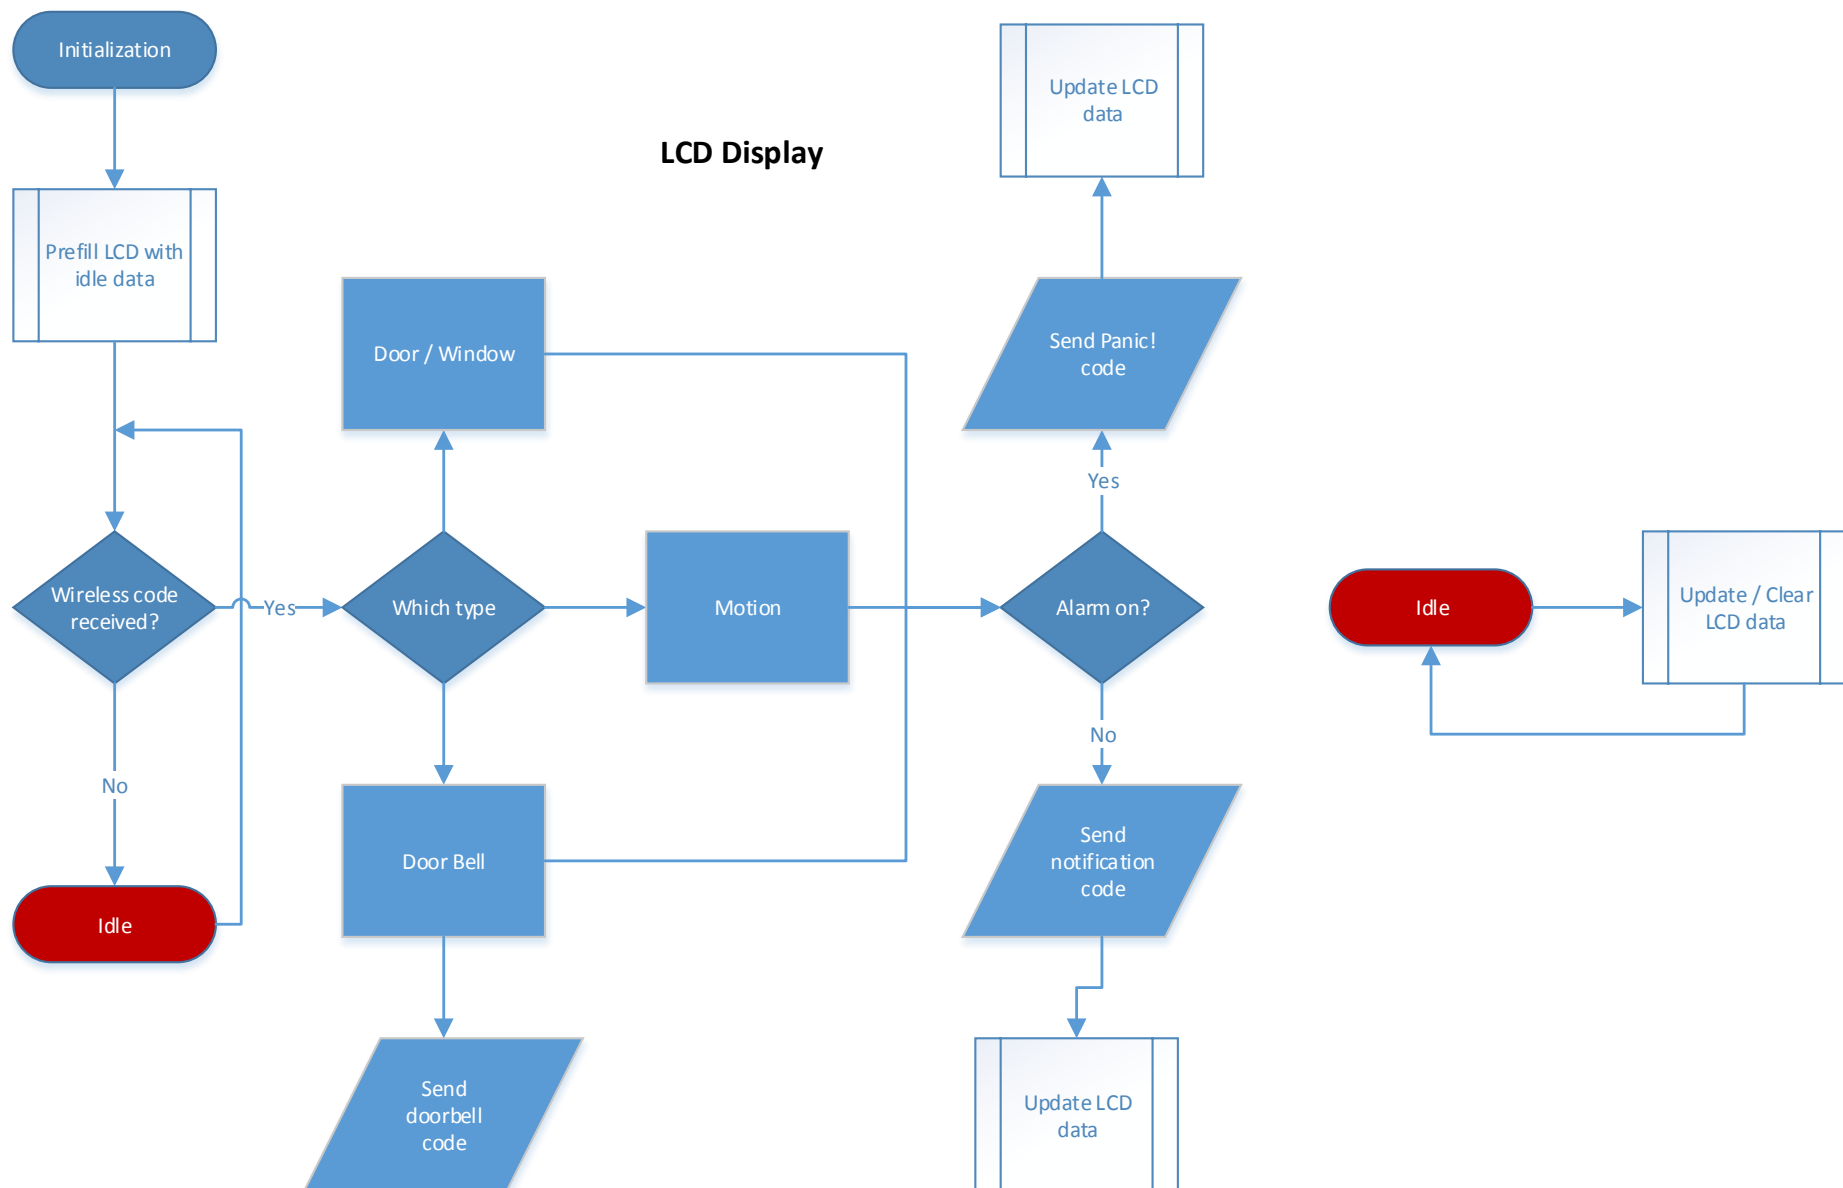 Initialization
LCD Display
Update LCD
data
Prefill LCD with
idle data
Door / Window
Send Panic!
code
Yes
Wireless code
received?
Yes
Which type
Motion
Alarm on?
Idle
Update / Clear
LCD data
No
No
Door Bell
Send
notification
code
Idle
Send
doorbell
code
Update LCD
data